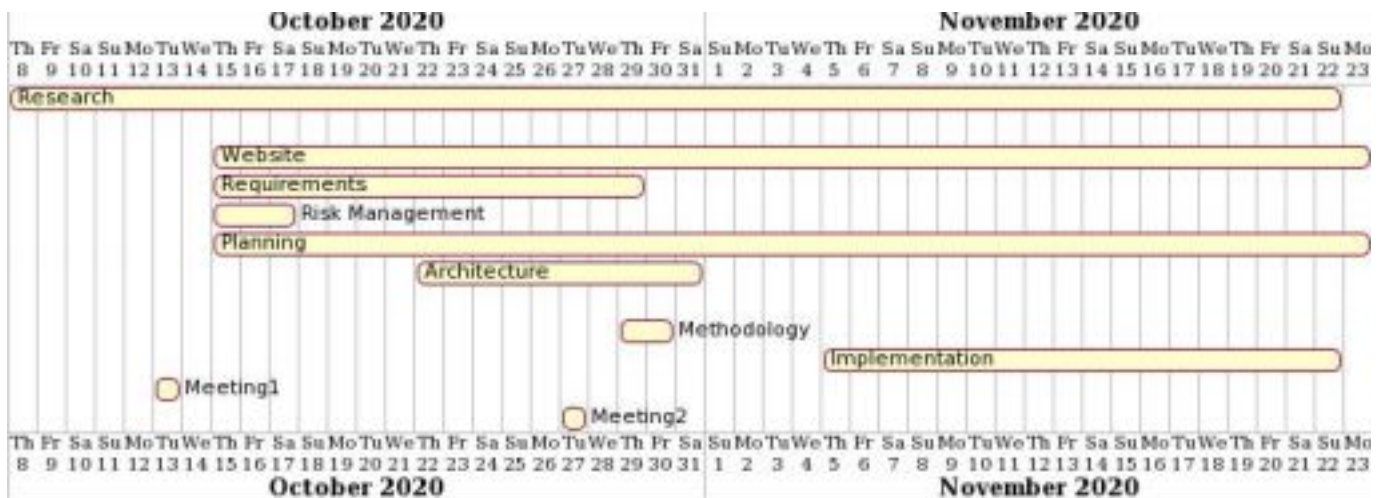 October 2020 November 2020
Th Fr Sa Su Mo Tu We Th Fr Sa Su Mo Tu We Th Fr Sa Su Mo Tu We Th Fr Sa Su Mo Tu We Th Fr Sa Su Mo Tu We Th Fr Sa Su Mo Tu We Th Fr Sa Su Mo
8 9 10 11 12 13 14 15 16 17 18 19 20 21 22 23 24 25 26 27 28 29 30 31 1 2 3 4 5 6 7 8 9 10 11 12 13 14 15 16 17 18 19 20 21 22 23
Research
Website
Requirements
Risk Management
Planning
Architecture
Methodology
Implementation
Meeting1
Meeting2
Th Fr Sa Su Mo Tu We Th Fr Sa Su Mo Tu We Th Fr Sa Su Mo Tu We Th Fr Sa Su Mo Tu We Th Fr Sa Su Mo Tu We Th Fr Sa Su Mo Tu We Th Fr Sa Su Mo
8 9 10 11 12 13 14 15 16 17 18 19 20 21 22 23 24 25 26 27 28 29 30 31 1 2 3 4 5 6 7 8 9 10 11 12 13 14 15 16 17 18 19 20 21 22 23
October 2020 November 2020